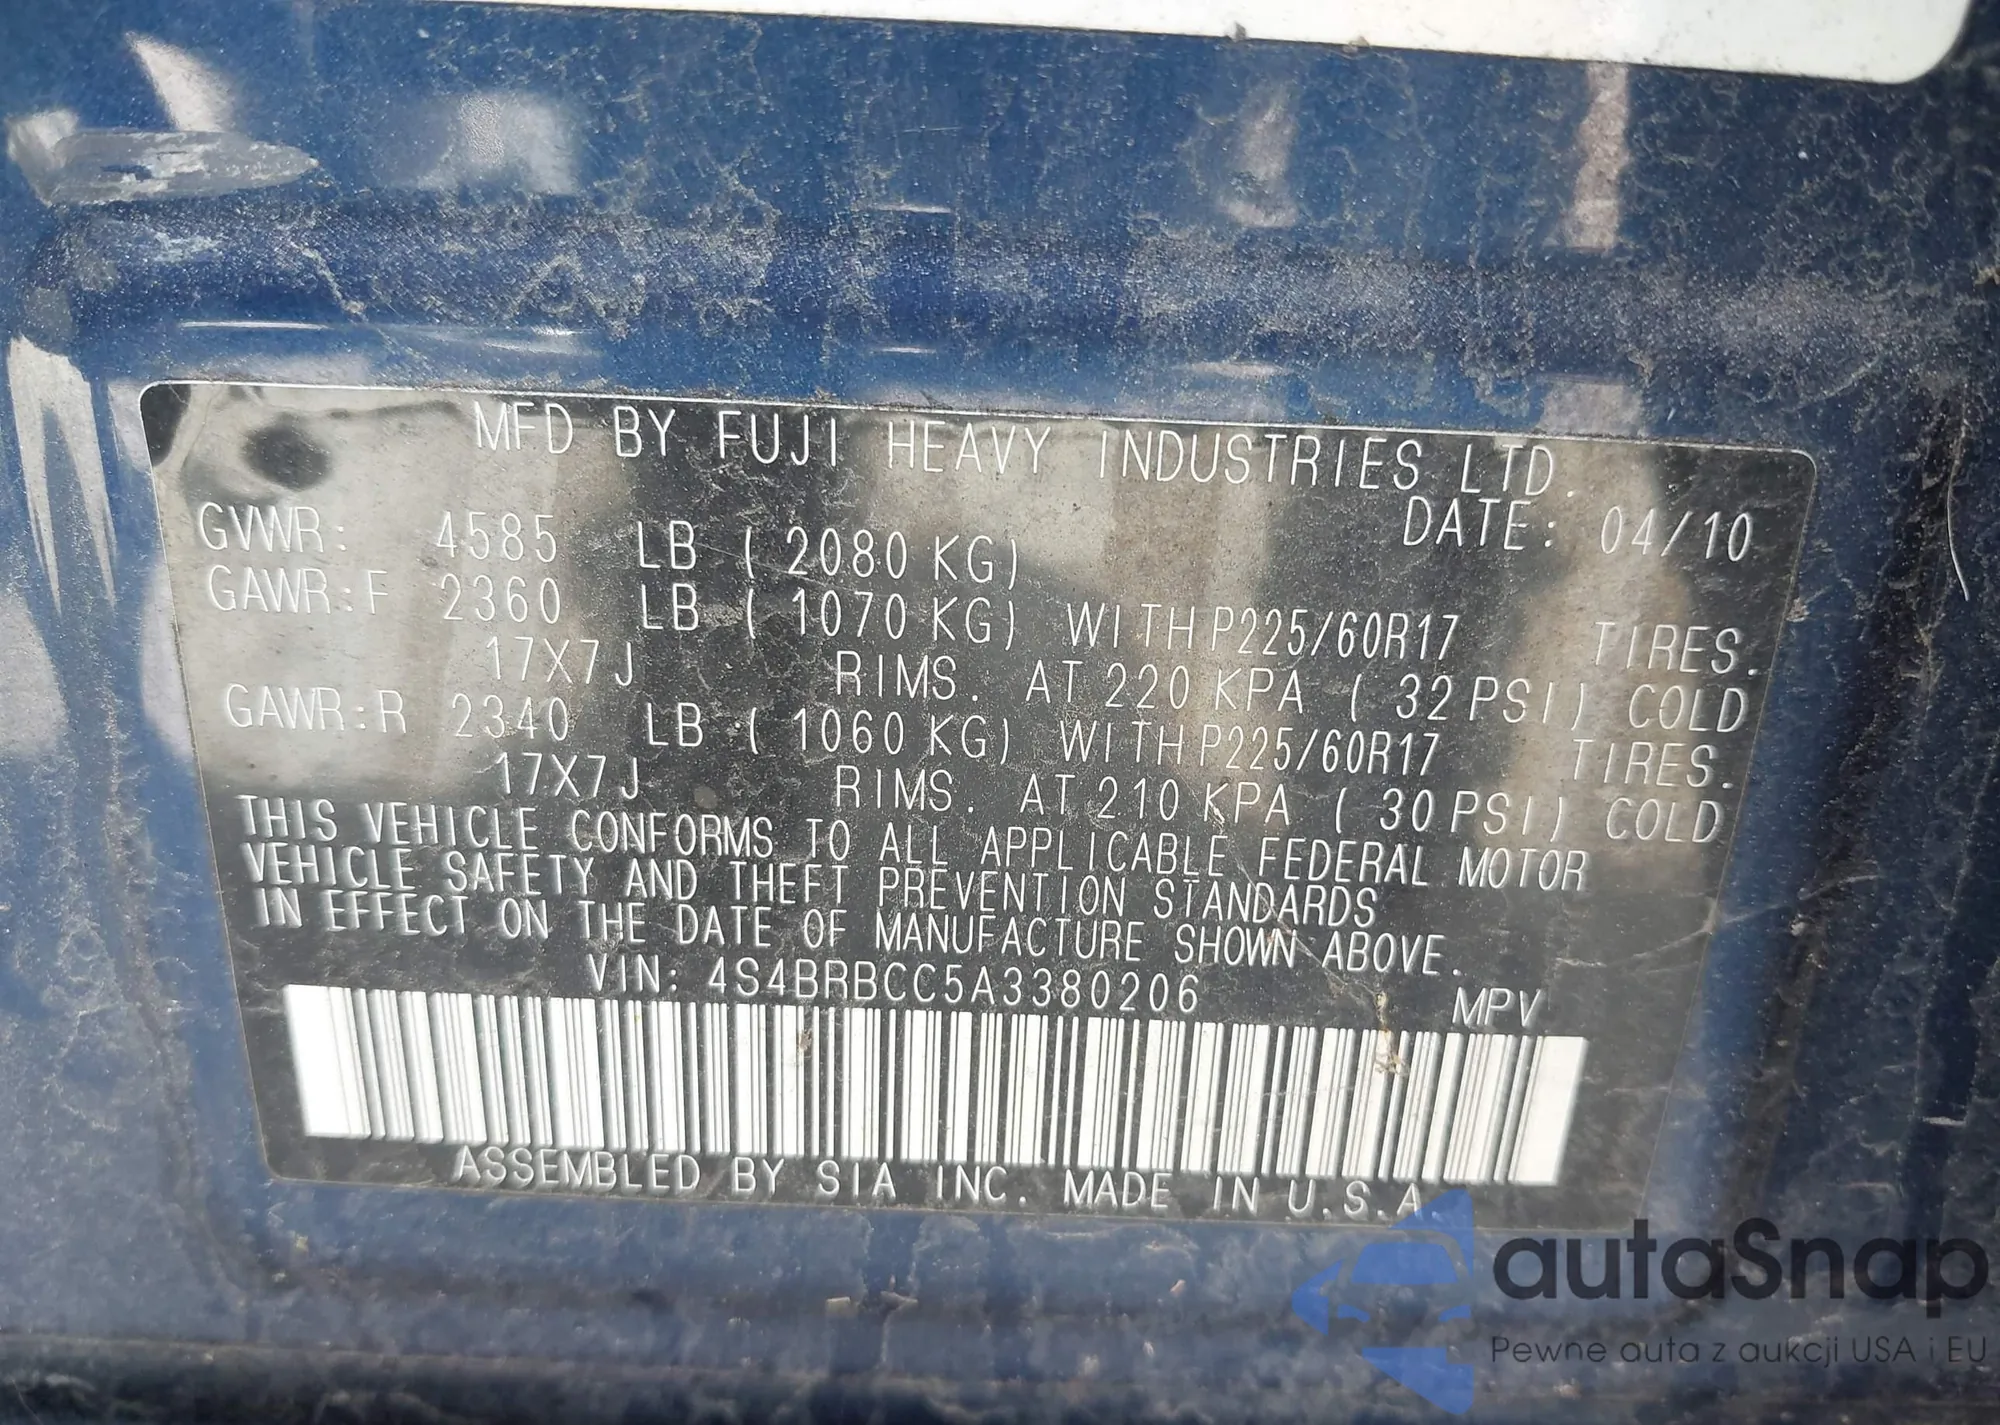 MFD BY FUJI HEAVY INDUSTRIES LTD.
DATE: 04/10
GVWR: 4585 LB ( 2080 KG)
GAWR:F 2360 LB ( 1070 KG) WITH P225/60R17 TIRES.
17X7J RIMS. AT 220 KPA ( 32 PSI) COLD
GAWR:R 2340 LB ( 1060 KG) WITH P225/60R17 TIRES.
17X7J RIMS. AT 210 KPA ( 30 PSI) COLD
THIS VEHICLE CONFORMS TO ALL APPLICABLE FEDERAL MOTOR
VEHICLE SAFETY AND THEFT PREVENTION STANDARDS
IN EFFECT ON THE DATE OF MANUFACTURE SHOWN ABOVE.
VIN: 4S4BRBCC5A3380206 MPV
ASSEMBLED BY SIA INC. MADE IN U.S.A.
autaSnap
Pewne auta z aukcji USA i EU